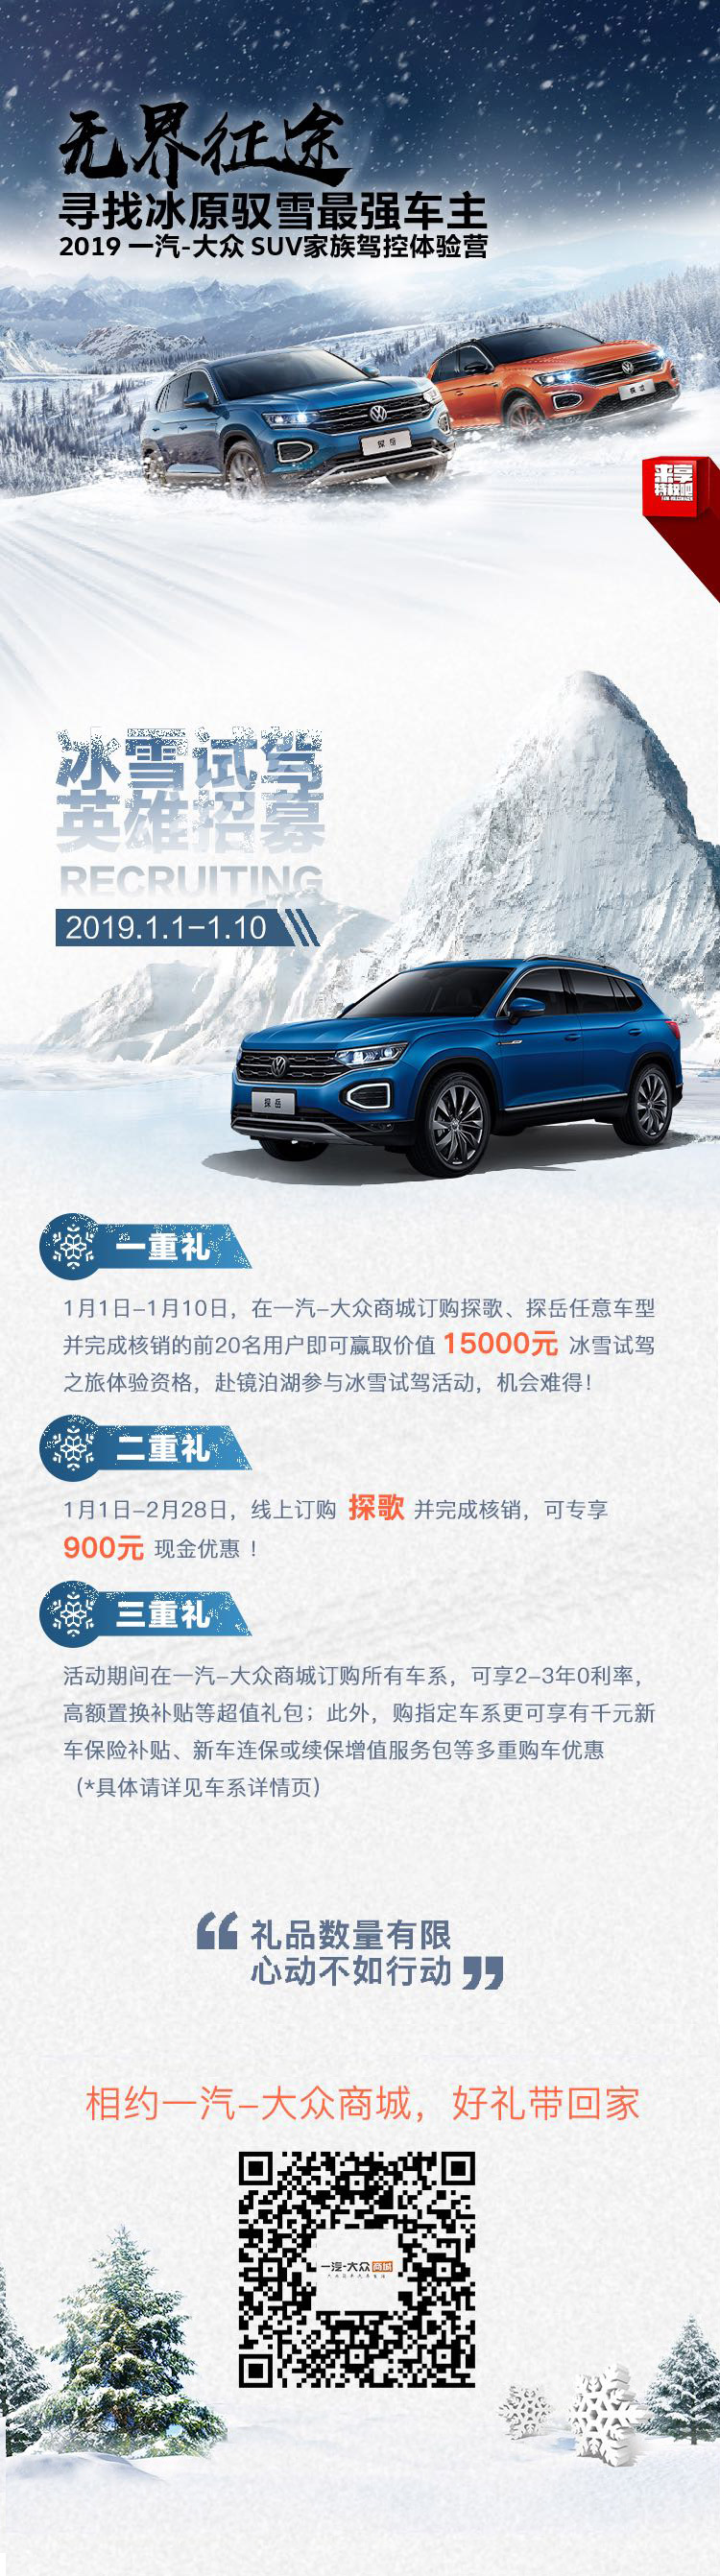 无界征途
寻找冰原驭雪最强车主
2019 一汽-大众 SUV家族驾控体验营
探岳
探歌
来享
特权吧
冰雪试驾
英雄招募
RECRUITING
2019.1.1-1.10
探岳
一重礼
1月1日-1月10日，在一汽-大众商城订购探歌、探岳任意车型
并完成核销的前20名用户即可赢取价值 15000元 冰雪试驾
之旅体验资格，赴镜泊湖参与冰雪试驾活动，机会难得！
二重礼
1月1日-2月28日，线上订购 探歌 并完成核销，可专享
900元 现金优惠！
三重礼
活动期间在一汽-大众商城订购所有车系，可享2-3年0利率，
高额置换补贴等超值礼包；此外，购指定车系更可享有千元新
车保险补贴、新车连保或续保增值服务包等多重购车优惠
（*具体请详见车系详情页）
“礼品数量有限
心动不如行动”
相约一汽-大众商城，好礼带回家
一汽-大众商城